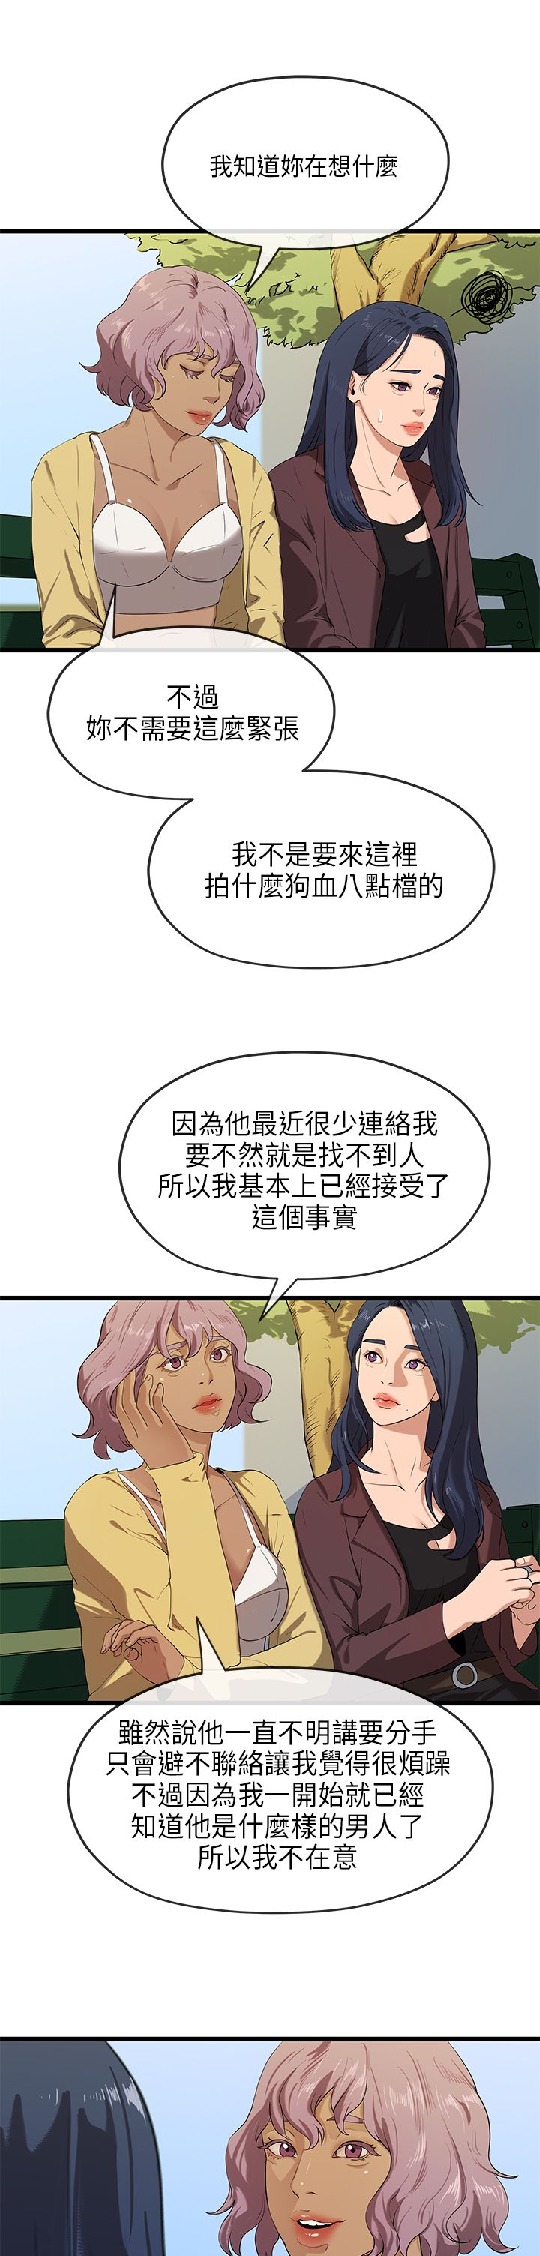 我知道妳在想什麼
不過
妳不需要這麼緊張
我不是要來這裡
拍什麼狗血八點檔的
因為他最近很少連絡我
要不然就是找不到人
所以我基本上已經接受了
這個事實
雖然說他一直不明講要分手
只會避不聯絡讓我覺得很煩躁
不過因為我一開始就已經
知道他是什麼樣的男人了
所以我不在意